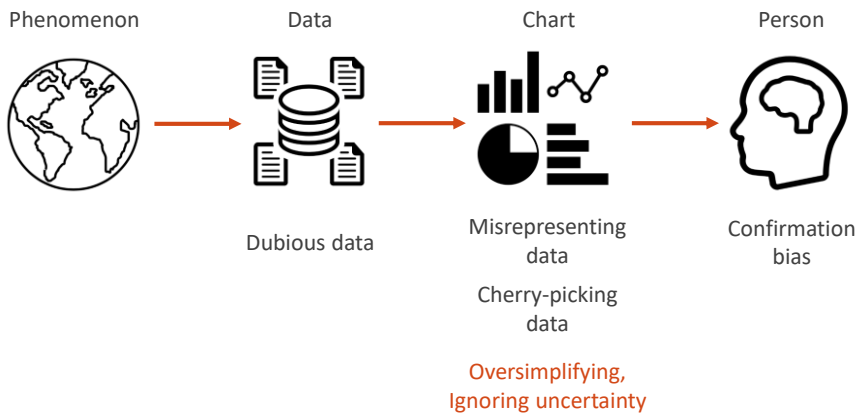 Phenomenon
Data
Chart
Person
Dubious data
Misrepresenting
data
Cherry-picking
data
Oversimplifying,
Ignoring uncertainty
Confirmation
bias